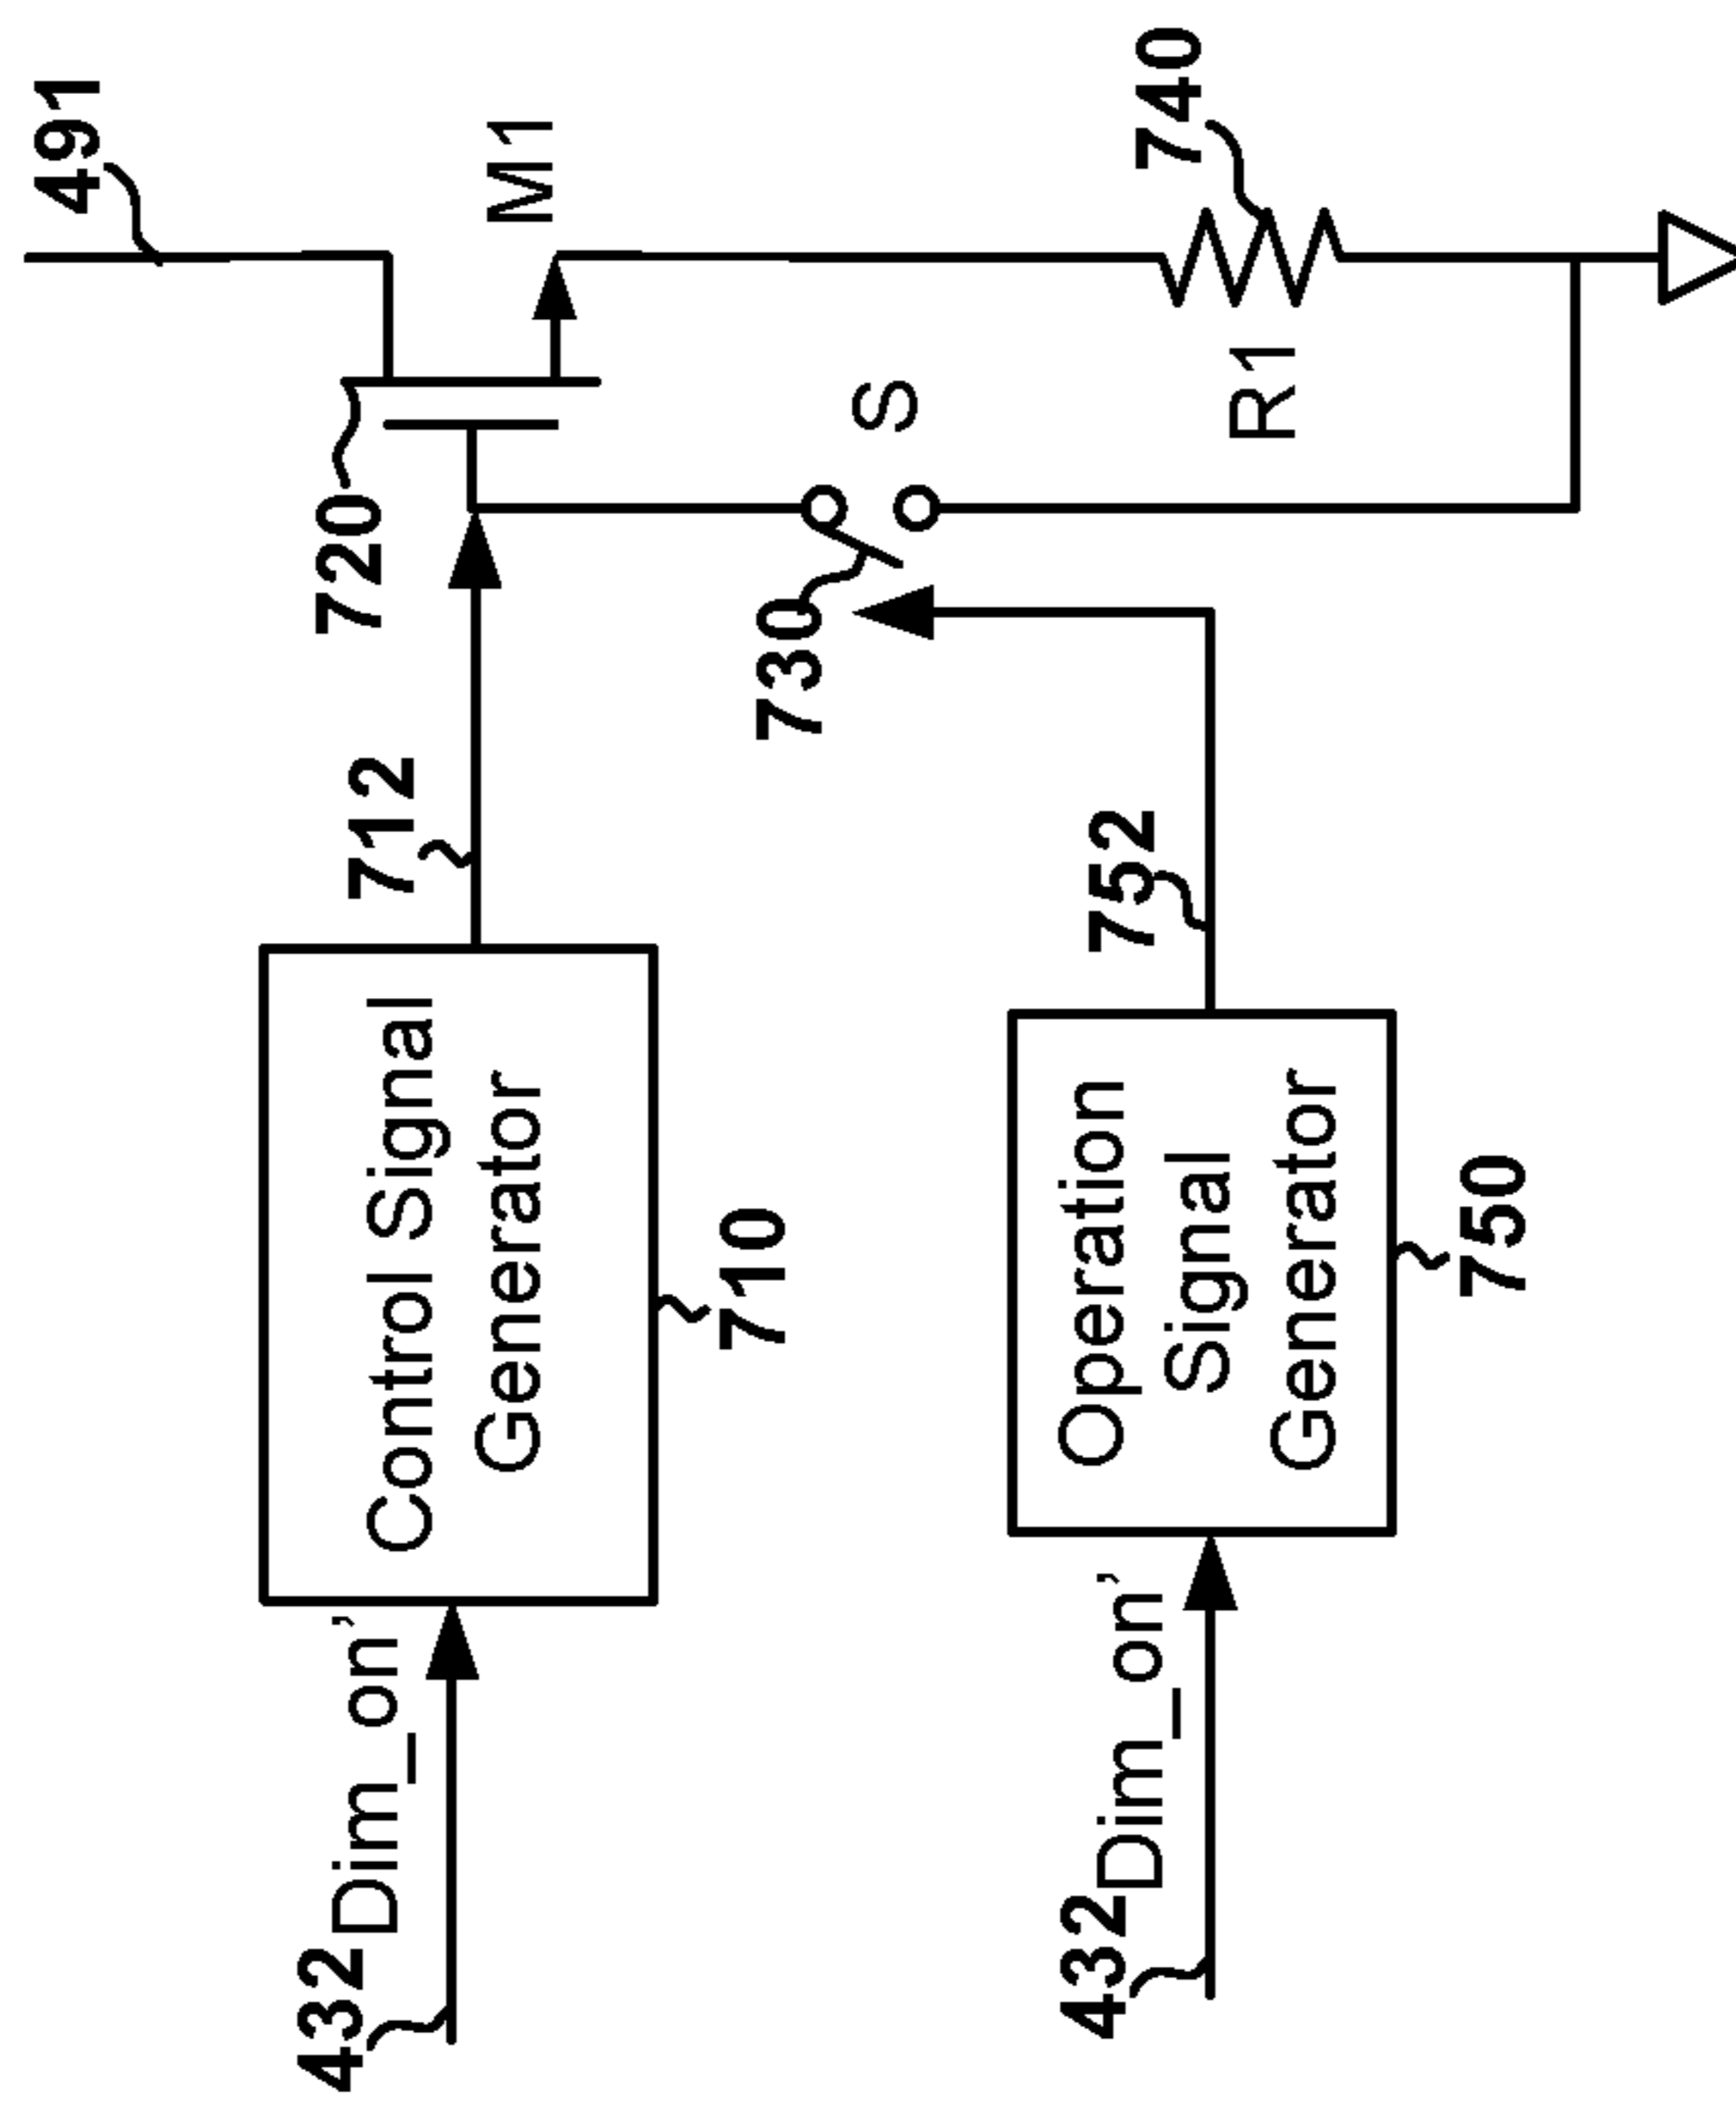 491
M1
720
712
Control Signal
Generator
710
432
Dim_on’
S
730
R1
740
752
Operation
Signal
Generator
750
432
Dim_on’